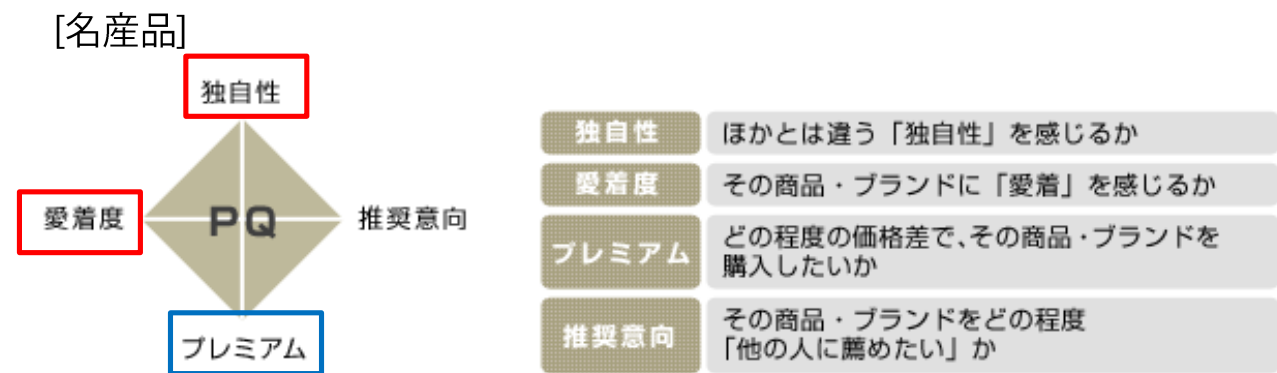 [名産品]
独自性
愛着度
PQ
推奨意向
プレミアム
独自性
ほかとは違う「独自性」を感じるか
愛着度
その商品・ブランドに「愛着」を感じるか
プレミアム
どの程度の価格差で、その商品・ブランドを
購入したいか
推奨意向
その商品・ブランドをどの程度
「他の人に薦めたい」か